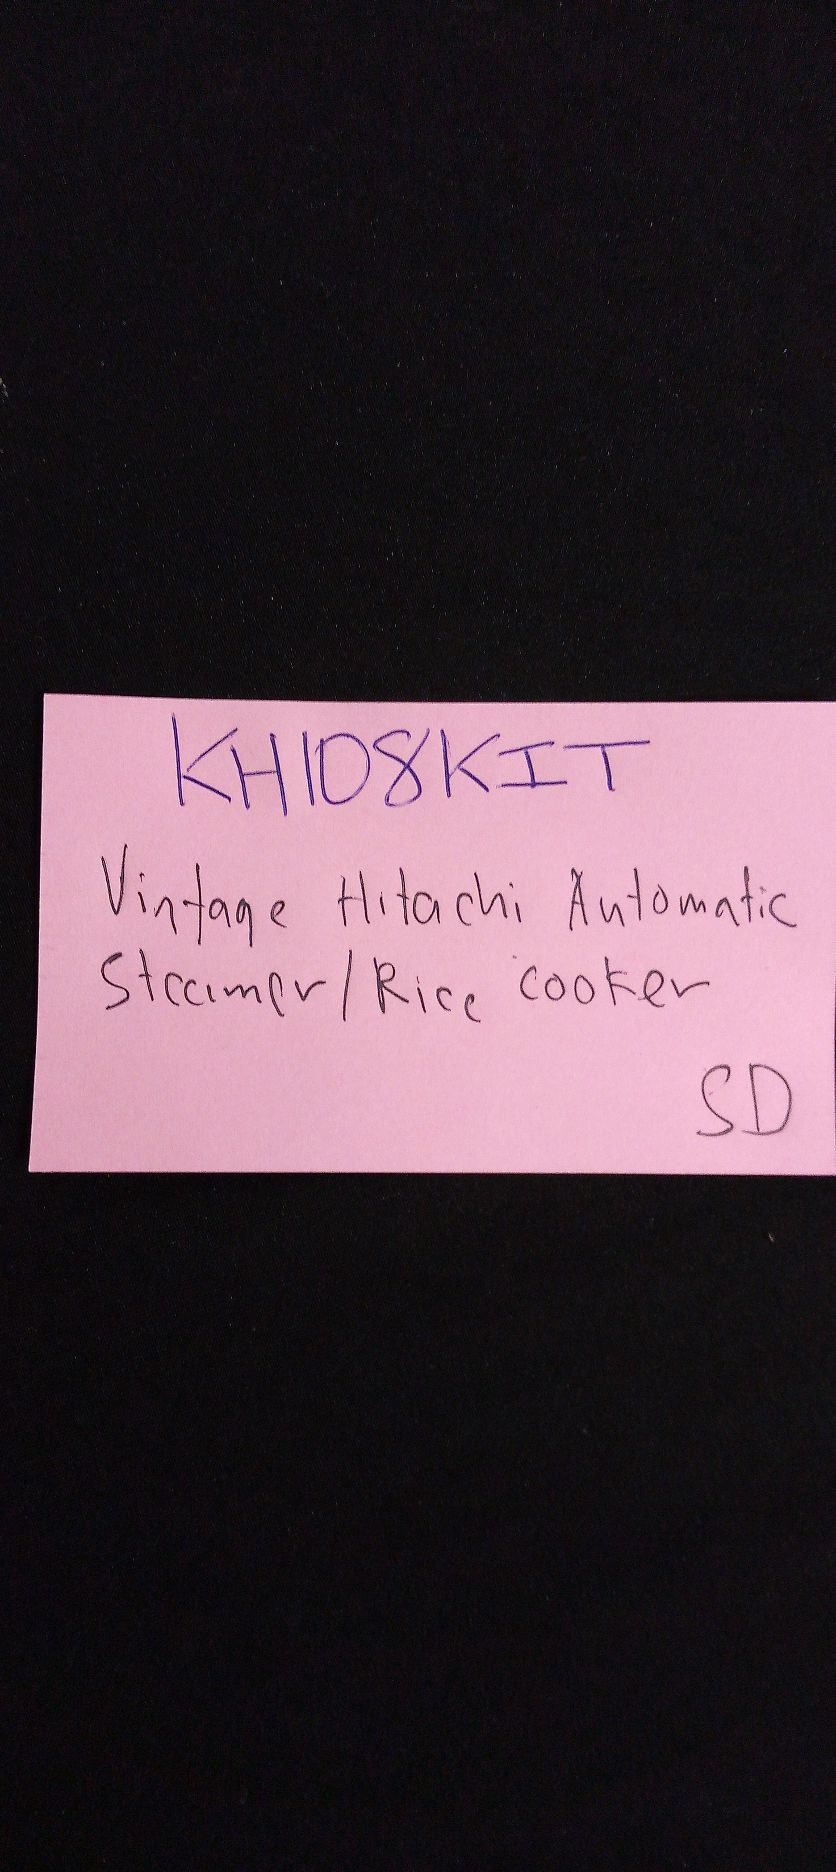 KH108KIT
Vintage Hitachi Automatic
Steamer/Rice cooker
SD